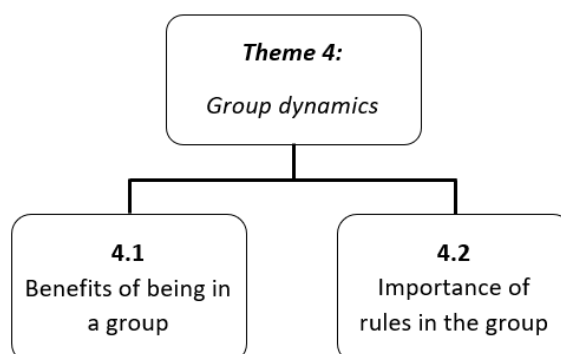 Theme 4:
Group dynamics
4.1
Benefits of being in
a group
4.2
Importance of
rules in the group